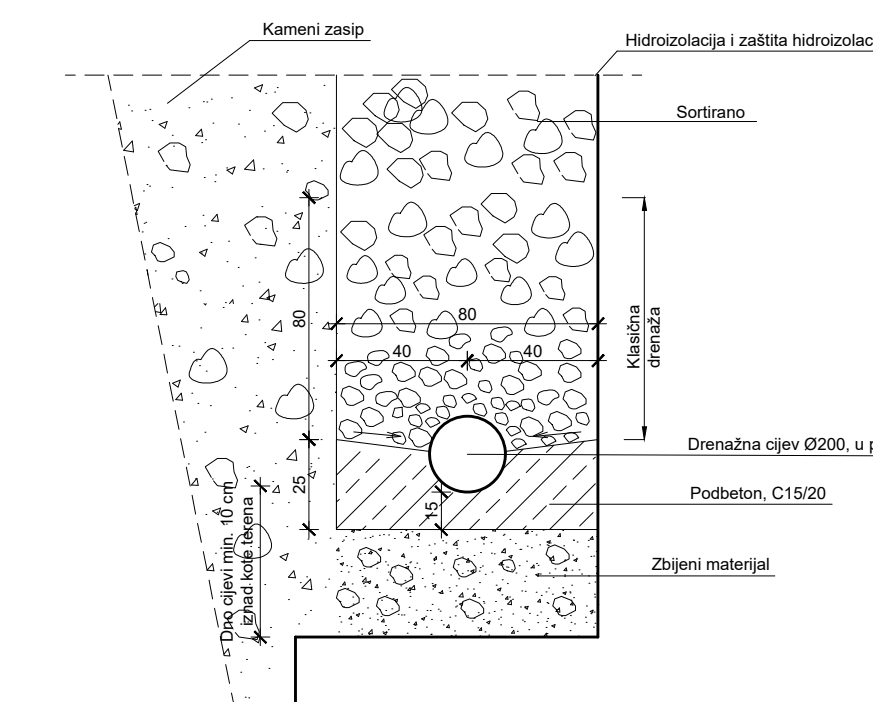 Kameni zasip
Hidroizolacija i zaštita hidroizolac
Sortirano
80
80
40
40
Klasična
drenaža
Drenažna cijev Ø200, u p
25
Podbeton, C15/20
15
Dno cijevi min. 10 cm
iznad kote terena
Zbijeni materijal